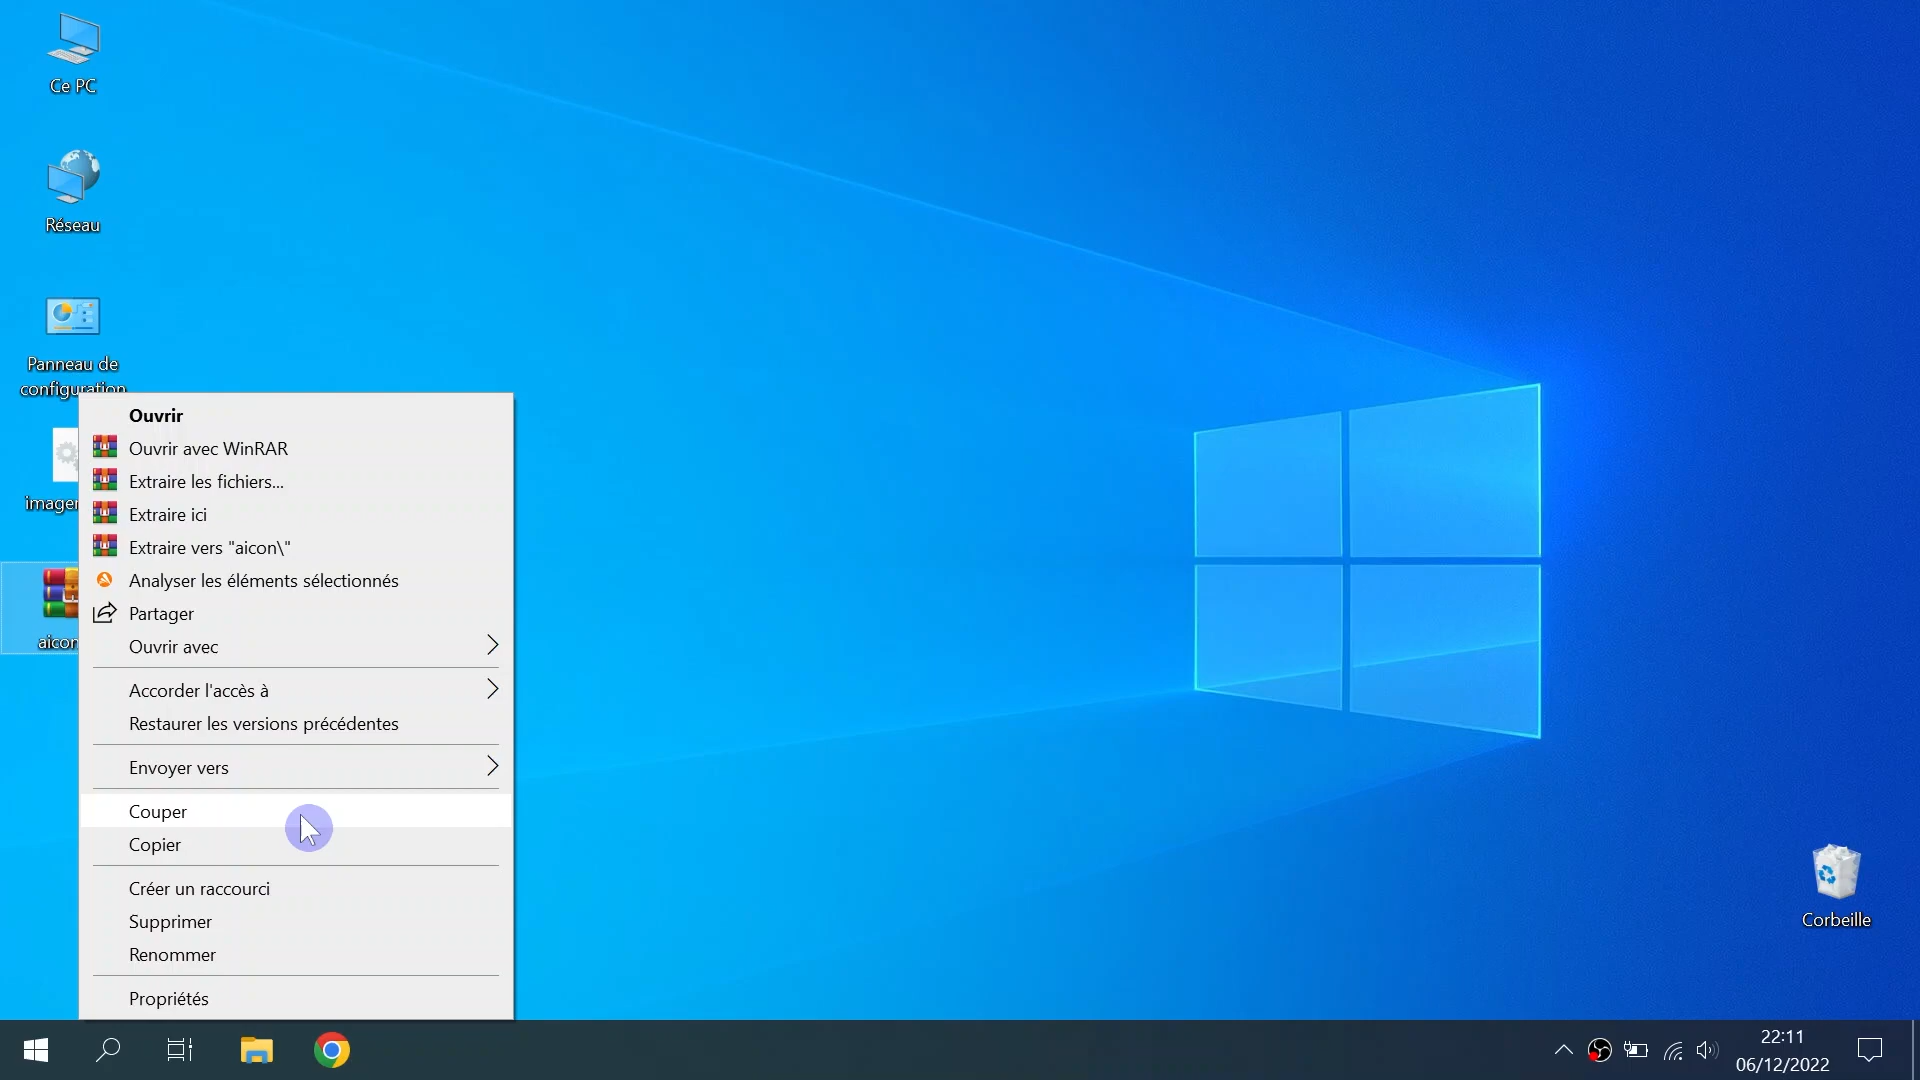 Ce PC
Réseau
Panneau de
configuration
Ouvrir
Ouvrir avec WinRAR
Extraire les fichiers...
Extraire ici
Extraire vers "aicon\"
Analyser les éléments sélectionnés
Partager
Ouvrir avec
Accorder l'accès à
Restaurer les versions précédentes
Envoyer vers
Couper
Copier
Créer un raccourci
Supprimer
Renommer
Propriétés
Corbeille
22:11
06/12/2022